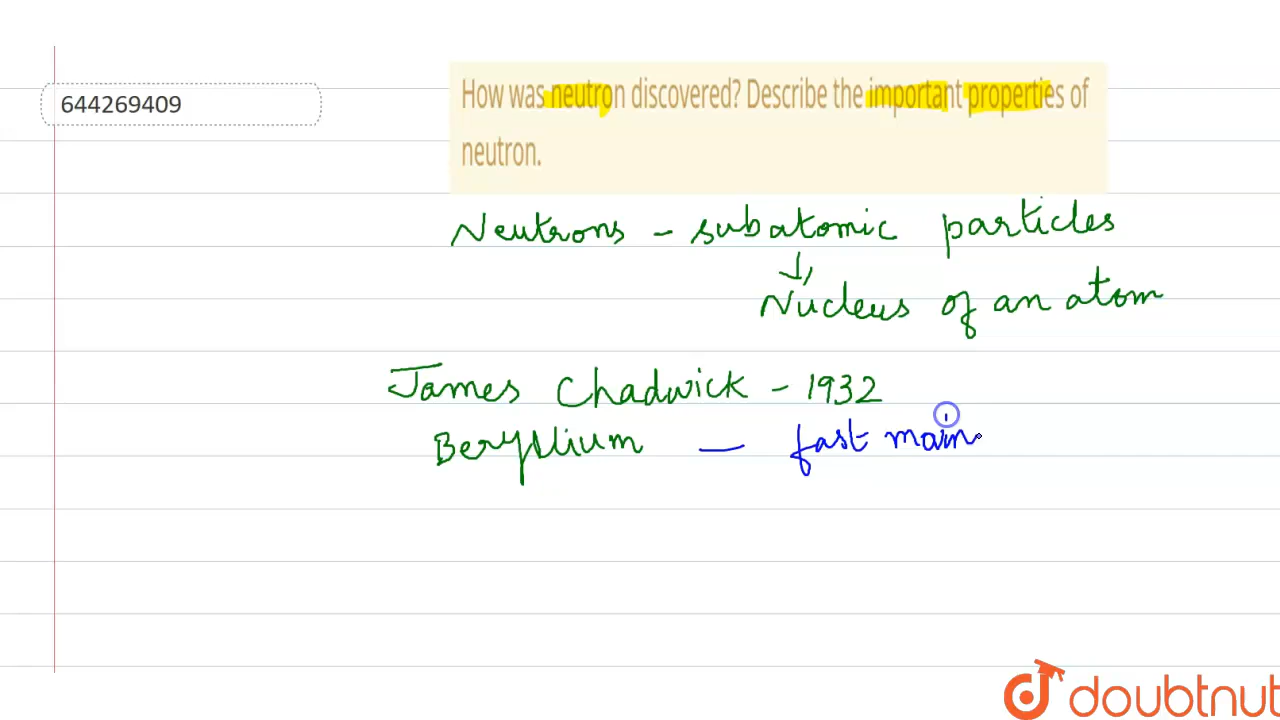 644269409
How was neutron discovered? Describe the important properties of
neutron.
Neutrons - subatomic particles
Nucleus of an atom
James Chadwick - 1932
Beryllium — fast main
doubtnut